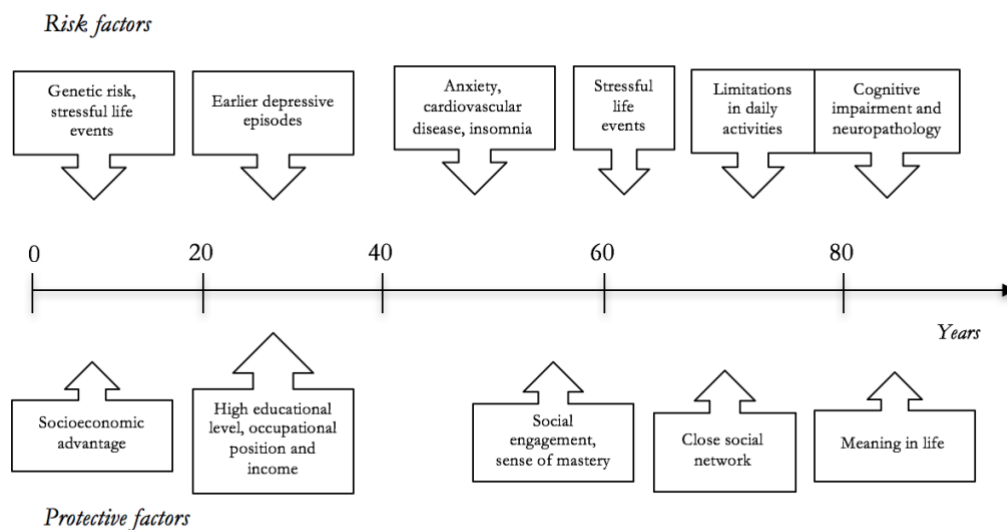 Risk factors
Genetic risk,
stressful life
events
Earlier depressive
episodes
Anxiety,
cardiovascular
disease, insomnia
Stressful
life
events
Limitations
in daily
activities
Cognitive
impairment and
neuropathology
0
20
40
60
80
Years
Socioeconomic
advantage
High educational
level, occupational
position and
income
Social
engagement,
sense of mastery
Close social
network
Meaning in life
Protective factors